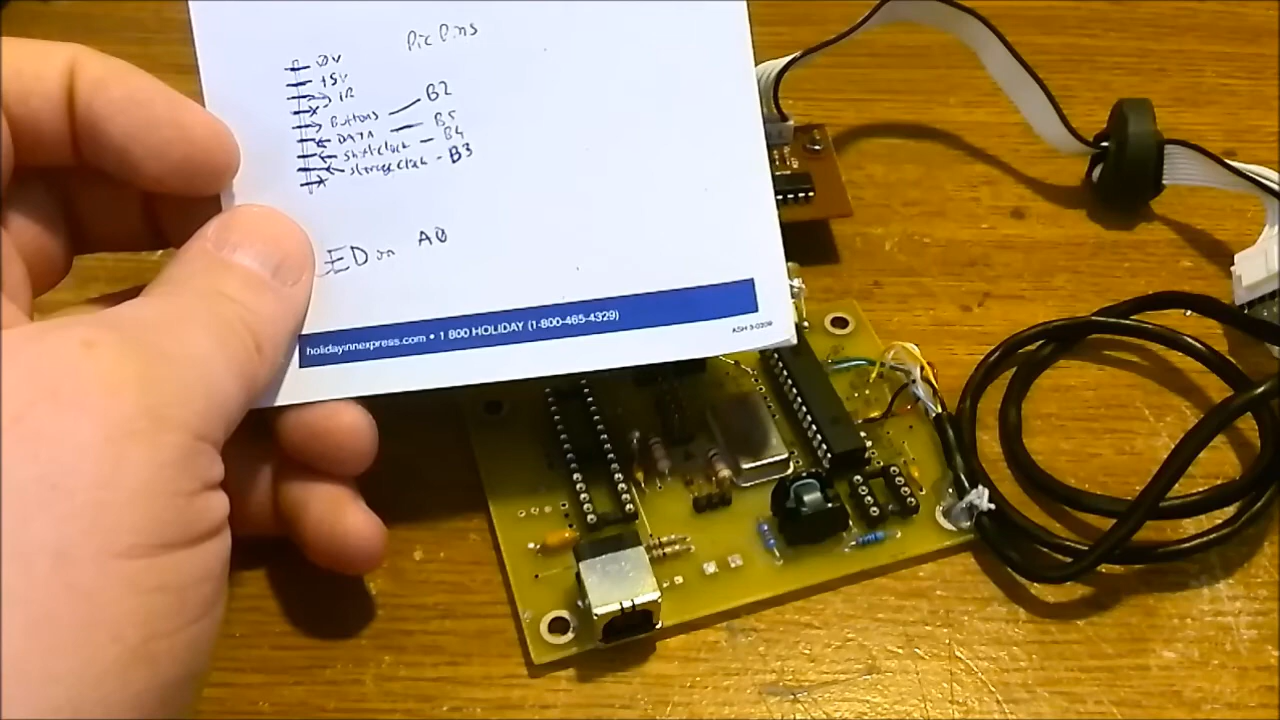 Pic Pins
0V
+5V
IR
Buttons B2
DATA B5
shiftclock - B4
storageclock - B3
ED on A0
holidayinnexpress.com • 1 800 HOLIDAY (1-800-465-4329)
ASH 3-0209